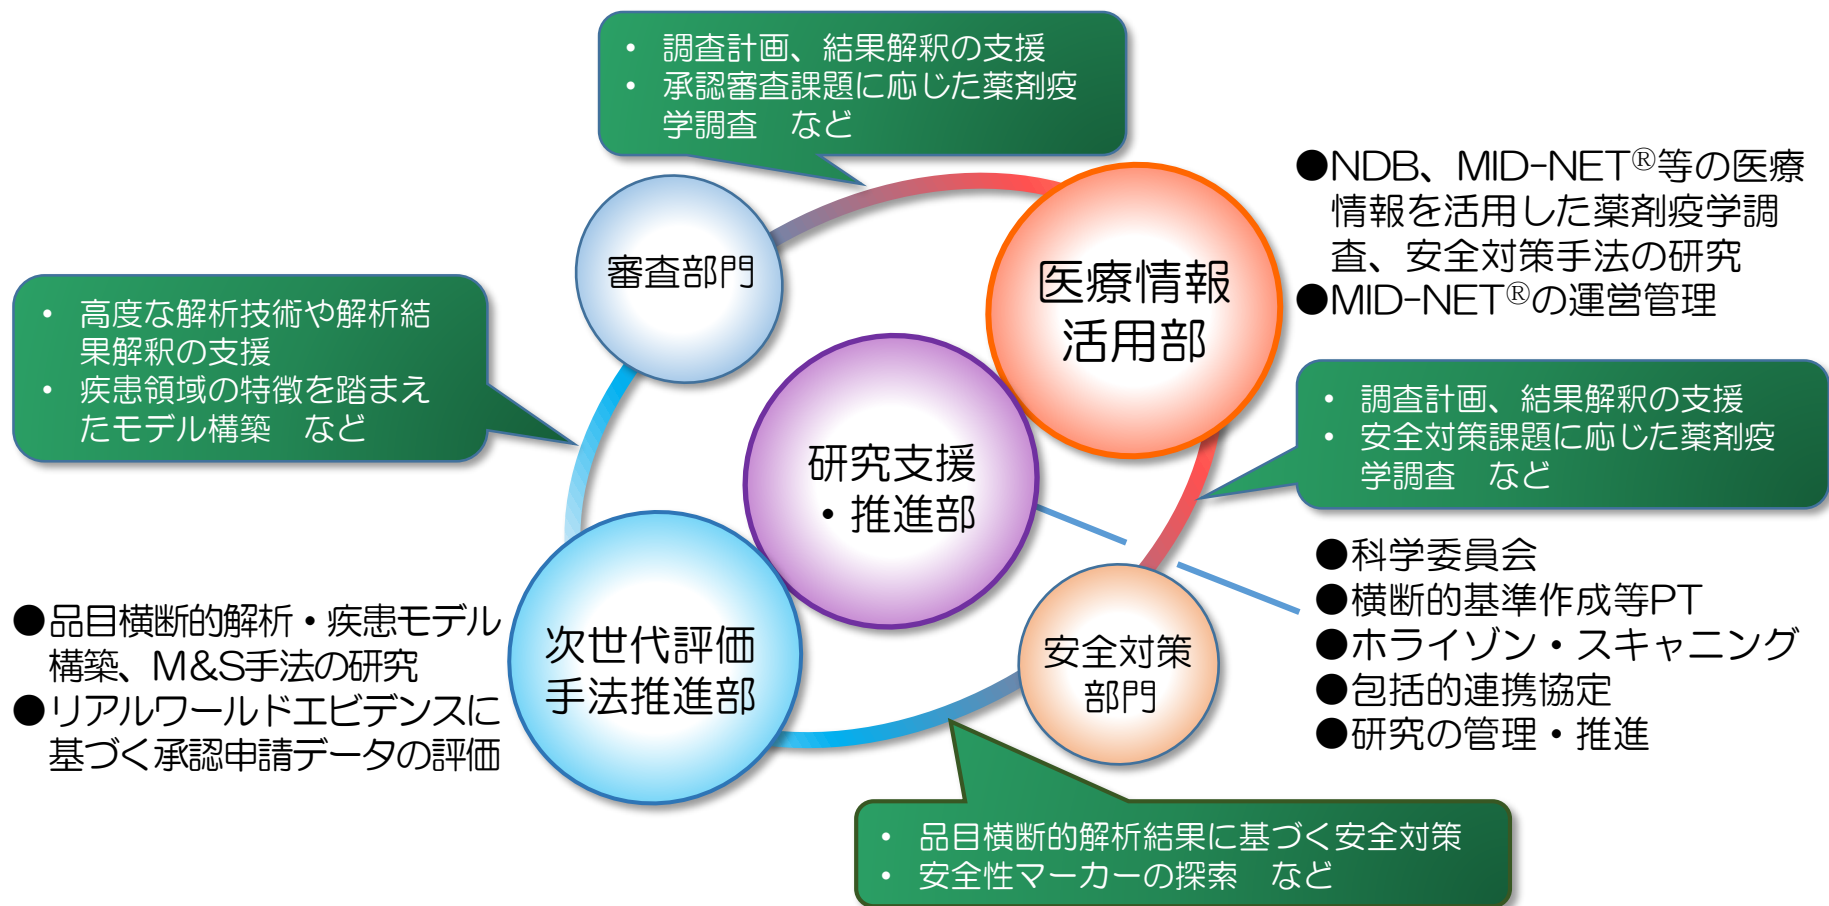 • 調査計画、結果解釈の支援
• 承認審査課題に応じた薬剤疫
学調査　など
●NDB、MID-NET®等の医療
情報を活用した薬剤疫学調
査、安全対策手法の研究
●MID-NET®の運営管理
審査部門
医療情報
活用部
• 高度な解析技術や解析結
果解釈の支援
• 疾患領域の特徴を踏まえ
たモデル構築　など
• 調査計画、結果解釈の支援
• 安全対策課題に応じた薬剤疫
学調査　など
研究支援
・推進部
●科学委員会
●横断的基準作成等PT
●ホライゾン・スキャニング
●包括的連携協定
●研究の管理・推進
●品目横断的解析・疾患モデル
構築、M&S手法の研究
●リアルワールドエビデンスに
基づく承認申請データの評価
次世代評価
手法推進部
安全対策
部門
• 品目横断的解析結果に基づく安全対策
• 安全性マーカーの探索　など